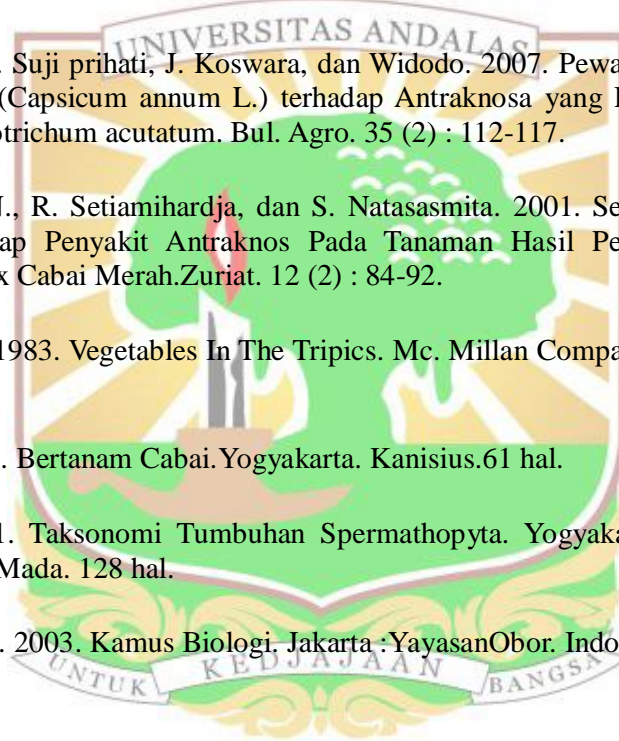 UNIVERSITAS ANDALAS
. Suji prihati, J. Koswara, dan Widodo. 2007. Pewa
(Capsicum annum L.) terhadap Antraknosa yang
otrichum acutatum. Bul. Agro. 35 (2) : 112-117.
N., R. Setiamihardja, dan S. Natasasmita. 2001. Se
ap Penyakit Antraknos Pada Tanaman Hasil Pe
x Cabai Merah.Zuriat. 12 (2) : 84-92.
1983. Vegetables In The Tripics. Mc. Millan Compa
. Bertanam Cabai.Yogyakarta. Kanisius.61 hal.
1. Taksonomi Tumbuhan Spermathopyta. Yogyaka
Mada. 128 hal.
. 2003. Kamus Biologi. Jakarta :YayasanObor. Indo
UNTUK KEDJAJAAN BANGSA